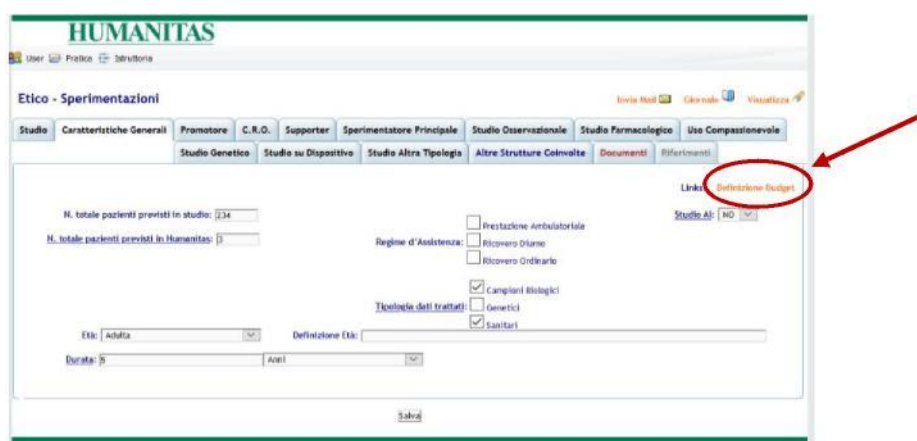 HUMANITAS
User Pratica Istruttoria
Etico - Sperimentazioni
Invia Mail Giornale Visualizza
Studio Caratteristiche Generali Promotore C.R.O. Supporter Sperimentatore Principale Studio Osservazionale Studio Farmacologico Uso Compassionevole
Studio Genetico Studio su Dispositivo Studio Altra Tipologia Altre Strutture Coinvolte Documenti Riferimenti
Links: Definizione Budget
N. totale pazienti previsti in studio: 234
Studio AI: NO
N. totale pazienti previsti in Humanitas: 3
Regime d'Assistenza:
Prestazione Ambulatoriale
Ricovero Diurno
Ricovero Ordinario
Tipologia dati trattati:
Campioni Biologici
Genetici
Sanitari
Età: Adulta
Definizione Età:
Durata: 5 Anni
Salva